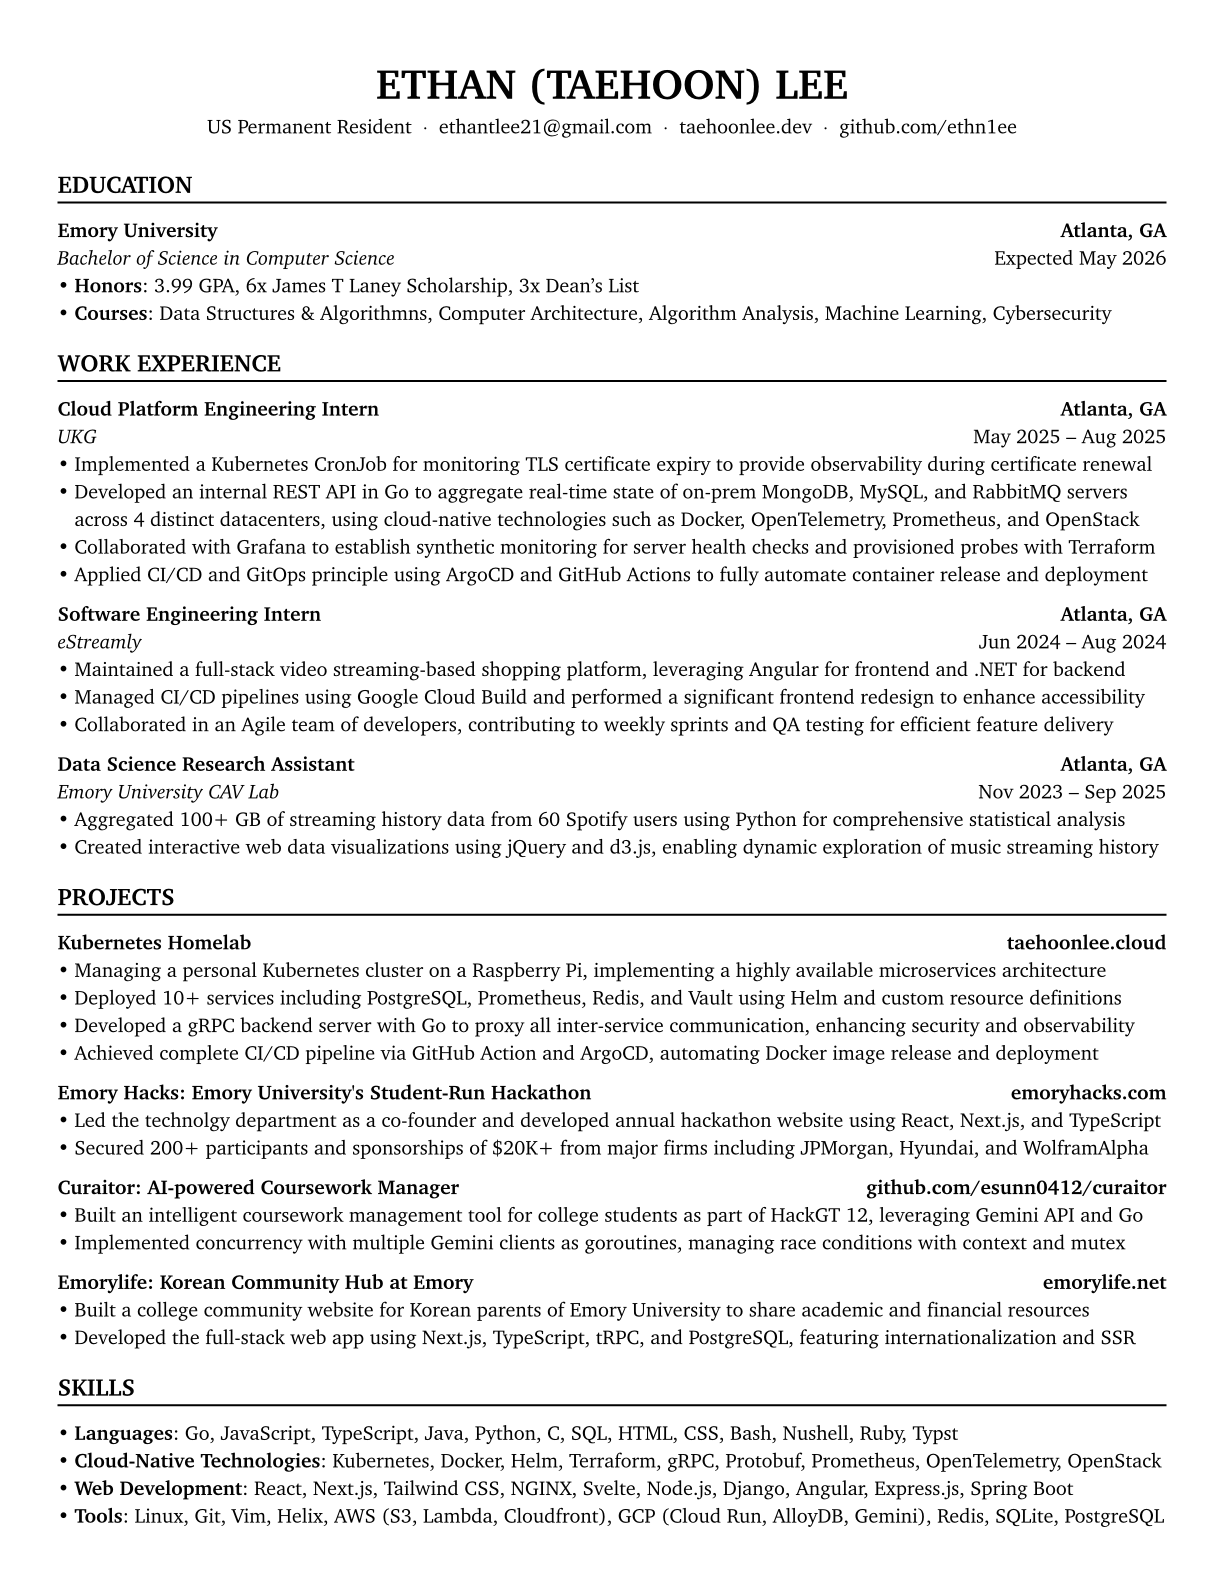 ETHAN (TAEHOON) LEE
US Permanent Resident · ethantlee21@gmail.com · taehoonlee.dev · github.com/ethn1ee
EDUCATION
Emory University Atlanta, GA
Bachelor of Science in Computer Science Expected May 2026
• Honors: 3.99 GPA, 6x James T Laney Scholarship, 3x Dean’s List
• Courses: Data Structures & Algorithmns, Computer Architecture, Algorithm Analysis, Machine Learning, Cybersecurity
WORK EXPERIENCE
Cloud Platform Engineering Intern Atlanta, GA
UKG May 2025 – Aug 2025
• Implemented a Kubernetes CronJob for monitoring TLS certificate expiry to provide observability during certificate renewal
• Developed an internal REST API in Go to aggregate real-time state of on-prem MongoDB, MySQL, and RabbitMQ servers
across 4 distinct datacenters, using cloud-native technologies such as Docker, OpenTelemetry, Prometheus, and OpenStack
• Collaborated with Grafana to establish synthetic monitoring for server health checks and provisioned probes with Terraform
• Applied CI/CD and GitOps principle using ArgoCD and GitHub Actions to fully automate container release and deployment
Software Engineering Intern Atlanta, GA
eStreamly Jun 2024 – Aug 2024
• Maintained a full-stack video streaming-based shopping platform, leveraging Angular for frontend and .NET for backend
• Managed CI/CD pipelines using Google Cloud Build and performed a significant frontend redesign to enhance accessibility
• Collaborated in an Agile team of developers, contributing to weekly sprints and QA testing for efficient feature delivery
Data Science Research Assistant Atlanta, GA
Emory University CAV Lab Nov 2023 – Sep 2025
• Aggregated 100+ GB of streaming history data from 60 Spotify users using Python for comprehensive statistical analysis
• Created interactive web data visualizations using jQuery and d3.js, enabling dynamic exploration of music streaming history
PROJECTS
Kubernetes Homelab taehoonlee.cloud
• Managing a personal Kubernetes cluster on a Raspberry Pi, implementing a highly available microservices architecture
• Deployed 10+ services including PostgreSQL, Prometheus, Redis, and Vault using Helm and custom resource definitions
• Developed a gRPC backend server with Go to proxy all inter-service communication, enhancing security and observability
• Achieved complete CI/CD pipeline via GitHub Action and ArgoCD, automating Docker image release and deployment
Emory Hacks: Emory University's Student-Run Hackathon emoryhacks.com
• Led the technolgy department as a co-founder and developed annual hackathon website using React, Next.js, and TypeScript
• Secured 200+ participants and sponsorships of $20K+ from major firms including JPMorgan, Hyundai, and WolframAlpha
Curaitor: AI-powered Coursework Manager github.com/esunn0412/curaitor
• Built an intelligent coursework management tool for college students as part of HackGT 12, leveraging Gemini API and Go
• Implemented concurrency with multiple Gemini clients as goroutines, managing race conditions with context and mutex
Emorylife: Korean Community Hub at Emory emorylife.net
• Built a college community website for Korean parents of Emory University to share academic and financial resources
• Developed the full-stack web app using Next.js, TypeScript, tRPC, and PostgreSQL, featuring internationalization and SSR
SKILLS
• Languages: Go, JavaScript, TypeScript, Java, Python, C, SQL, HTML, CSS, Bash, Nushell, Ruby, Typst
• Cloud-Native Technologies: Kubernetes, Docker, Helm, Terraform, gRPC, Protobuf, Prometheus, OpenTelemetry, OpenStack
• Web Development: React, Next.js, Tailwind CSS, NGINX, Svelte, Node.js, Django, Angular, Express.js, Spring Boot
• Tools: Linux, Git, Vim, Helix, AWS (S3, Lambda, Cloudfront), GCP (Cloud Run, AlloyDB, Gemini), Redis, SQLite, PostgreSQL